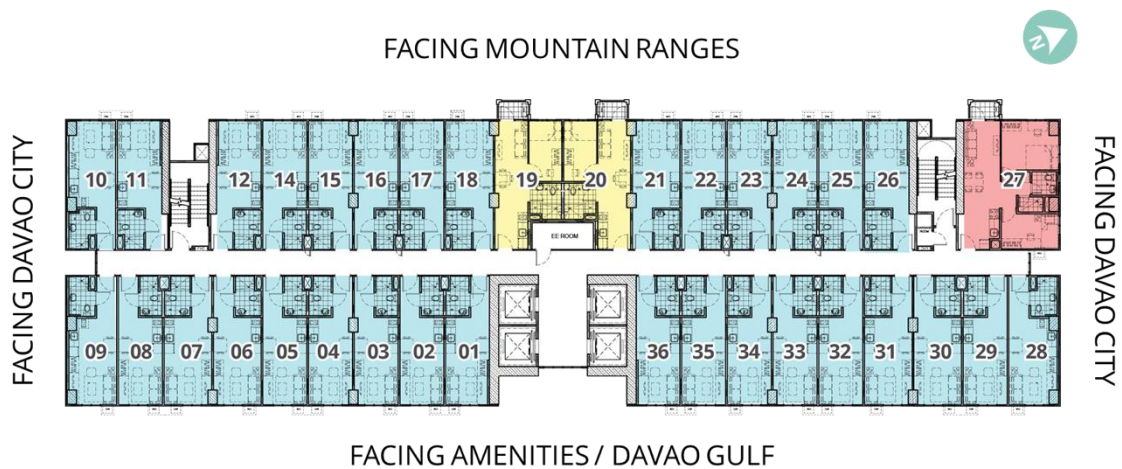 N
FACING MOUNTAIN RANGES
FACING DAVAO CITY
10 11 12 14 15 16 17 18 19 20 21 22 23 24 25 26 27
EE ROOM
09 08 07 06 05 04 03 02 01 36 35 34 33 32 31 30 29 28
FACING DAVAO CITY
FACING AMENITIES / DAVAO GULF